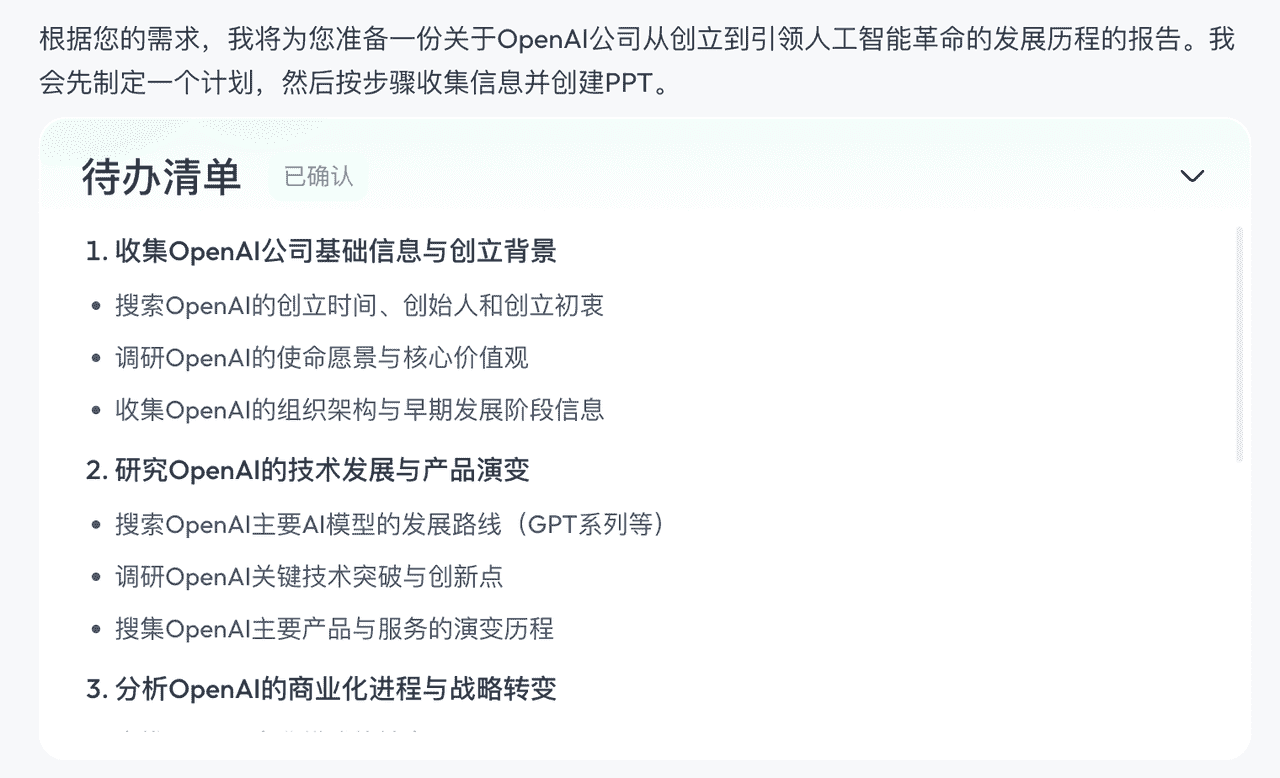 根据您的需求，我将为您准备一份关于OpenAI公司从创立到引领人工智能革命的发展历程的报告。我
会先制定一个计划，然后按步骤收集信息并创建PPT。
待办清单 已确认
1. 收集OpenAI公司基础信息与创立背景
• 搜索OpenAI的创立时间、创始人和创立初衷
• 调研OpenAI的使命愿景与核心价值观
• 收集OpenAI的组织架构与早期发展阶段信息
2. 研究OpenAI的技术发展与产品演变
• 搜索OpenAI主要AI模型的发展路线（GPT系列等）
• 调研OpenAI关键技术突破与创新点
• 搜集OpenAI主要产品与服务的演变历程
3. 分析OpenAI的商业化进程与战略转变